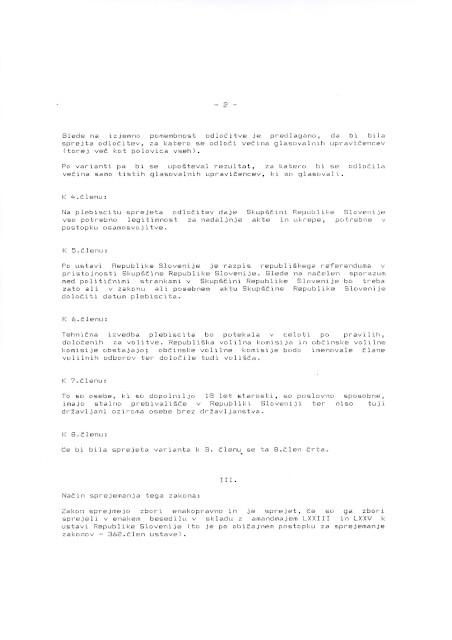 - 2 -
Glede na izjemno pomembnost odločitve je predlagano, da bi bila
sprejta odločitev, za katero se odloči večina glasovalnih upravičencev
(torej več kot polovica vseh).
Po varianti pa bi se upošteval rezultat, za katero bi se odločila
večina samo tistih glasovalnih upravičencev, ki so glasovali.
K 4.členu:
Na plebiscitu sprejeta odločitev daje Skupščini Republike Slovenije
vso potrebno legitimnost za nadaljnje akte in ukrepe, potrebne v
postopku osamosvojitve.
K 5.členu:
Po ustavi Republike Slovenije je razpis republiškega referenduma v
pristojnosti Skupščine Republike Slovenije. Glede na načelen sporazum
med političnimi strankami v Skupščini Republike Slovenije bo treba
zato ali v zakonu ali posebnem aktu Skupščine Republike Slovenije
določiti datum plebiscita.
K 6.členu:
Tehnična izvedba plebiscita bo potekala v celoti po pravilih,
določenih za volitve. Republiška volilna komisija in občinske volilne
komisije obstajajo; občinske volilne komisije bodo imenovale člane
volilnih odborov ter določile tudi volišča.
K 7.členu:
To so osebe, ki so dopolnile 18 let starosti, so poslovno sposobne,
imajo stalno prebivališče v Republiki Sloveniji ter niso tuji
državljani oziroma osebe brez državljanstva.
K 8.členu:
Če bi bila sprejeta varianta k 3. členu se ta 8.člen črta.
III.
Način sprejemanja tega zakona:
Zakon sprejmejo zbori enakopravno in je sprejet, če so ga zbori
sprejeli v enakem besedilu v skladu z amandmajem LXXIII in LXXV k
ustavi Republike Slovenije (to je po običajnem postopku za sprejemanje
zakonov - 362.člen ustave).